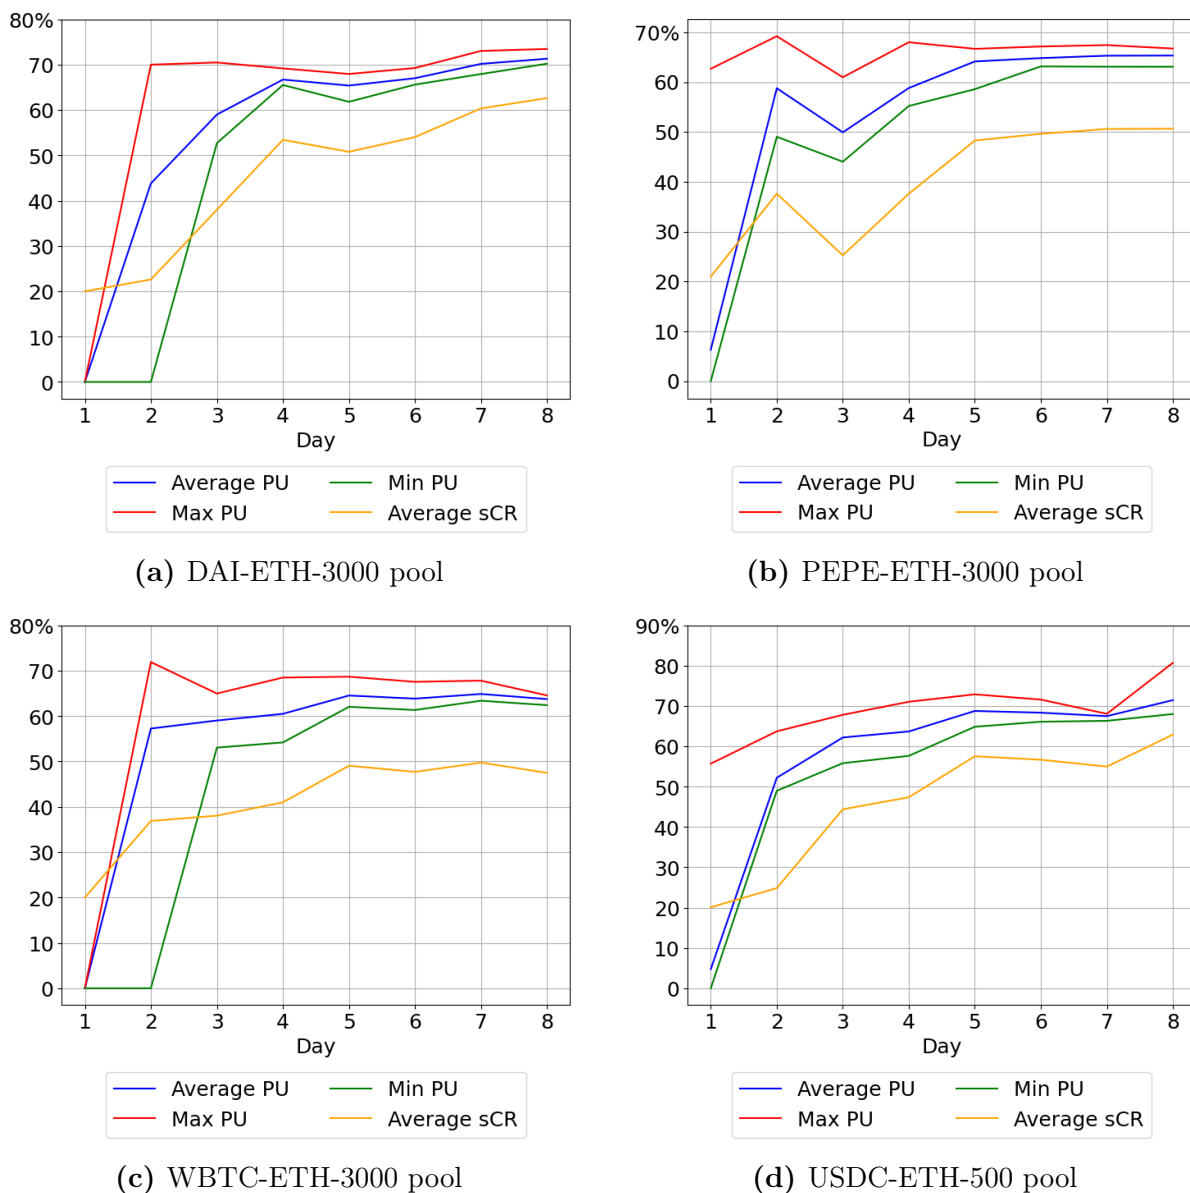 80%
70
60
50
40
30
20
10
0
1 2 3 4 5 6 7 8
Day
Average PU Min PU
Max PU Average sCR
(a) DAI-ETH-3000 pool
70%
60
50
40
30
20
10
0
1 2 3 4 5 6 7 8
Day
Average PU Min PU
Max PU Average sCR
(b) PEPE-ETH-3000 pool
80%
70
60
50
40
30
20
10
0
1 2 3 4 5 6 7 8
Day
Average PU Min PU
Max PU Average sCR
(c) WBTC-ETH-3000 pool
90%
80
70
60
50
40
30
20
10
0
1 2 3 4 5 6 7 8
Day
Average PU Min PU
Max PU Average sCR
(d) USDC-ETH-500 pool